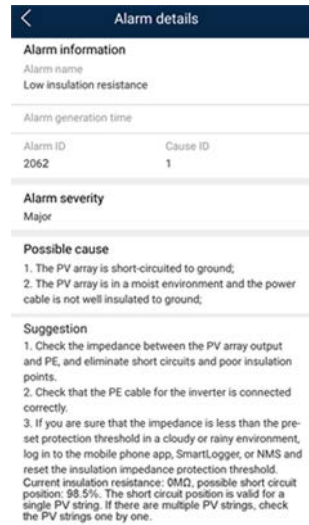 Alarm details
Alarm information
Alarm name
Low insulation resistance
Alarm generation time
Alarm ID Cause ID
2062 1
Alarm severity
Major
Possible cause
1. The PV array is short-circuited to ground;
2. The PV array is in a moist environment and the power
cable is not well insulated to ground;
Suggestion
1. Check the impedance between the PV array output
and PE, and eliminate short circuits and poor insulation
points.
2. Check that the PE cable for the inverter is connected
correctly.
3. If you are sure that the impedance is less than the pre-
set protection threshold in a cloudy or rainy environment,
log in to the mobile phone app, SmartLogger, or NMS and
reset the insulation impedance protection threshold.
Current insulation resistance: 0MΩ, possible short circuit
position: 98.5%. The short circuit position is valid for a
single PV string. If there are multiple PV strings, check
the PV strings one by one.